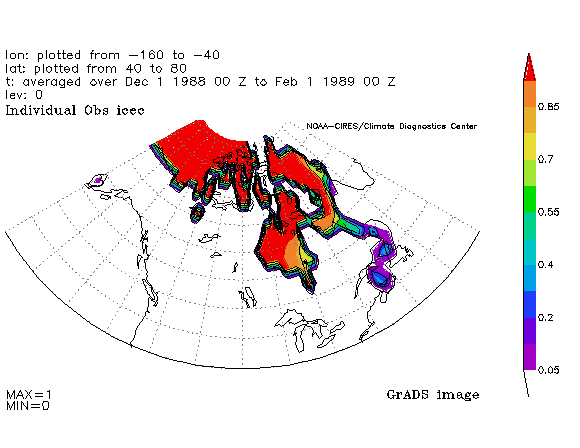 lon: plotted from −160 to −40
lat: plotted from 40 to 80
t: averaged over Dec 1 1988 00 Z to Feb 1 1989 00 Z
lev: 0
Individual Obs icec
NOAA−CIRES/Climate Diagnostics Center
0.85
0.7
0.55
0.4
0.2
0.05
MAX=1
MIN=0
GrADS image